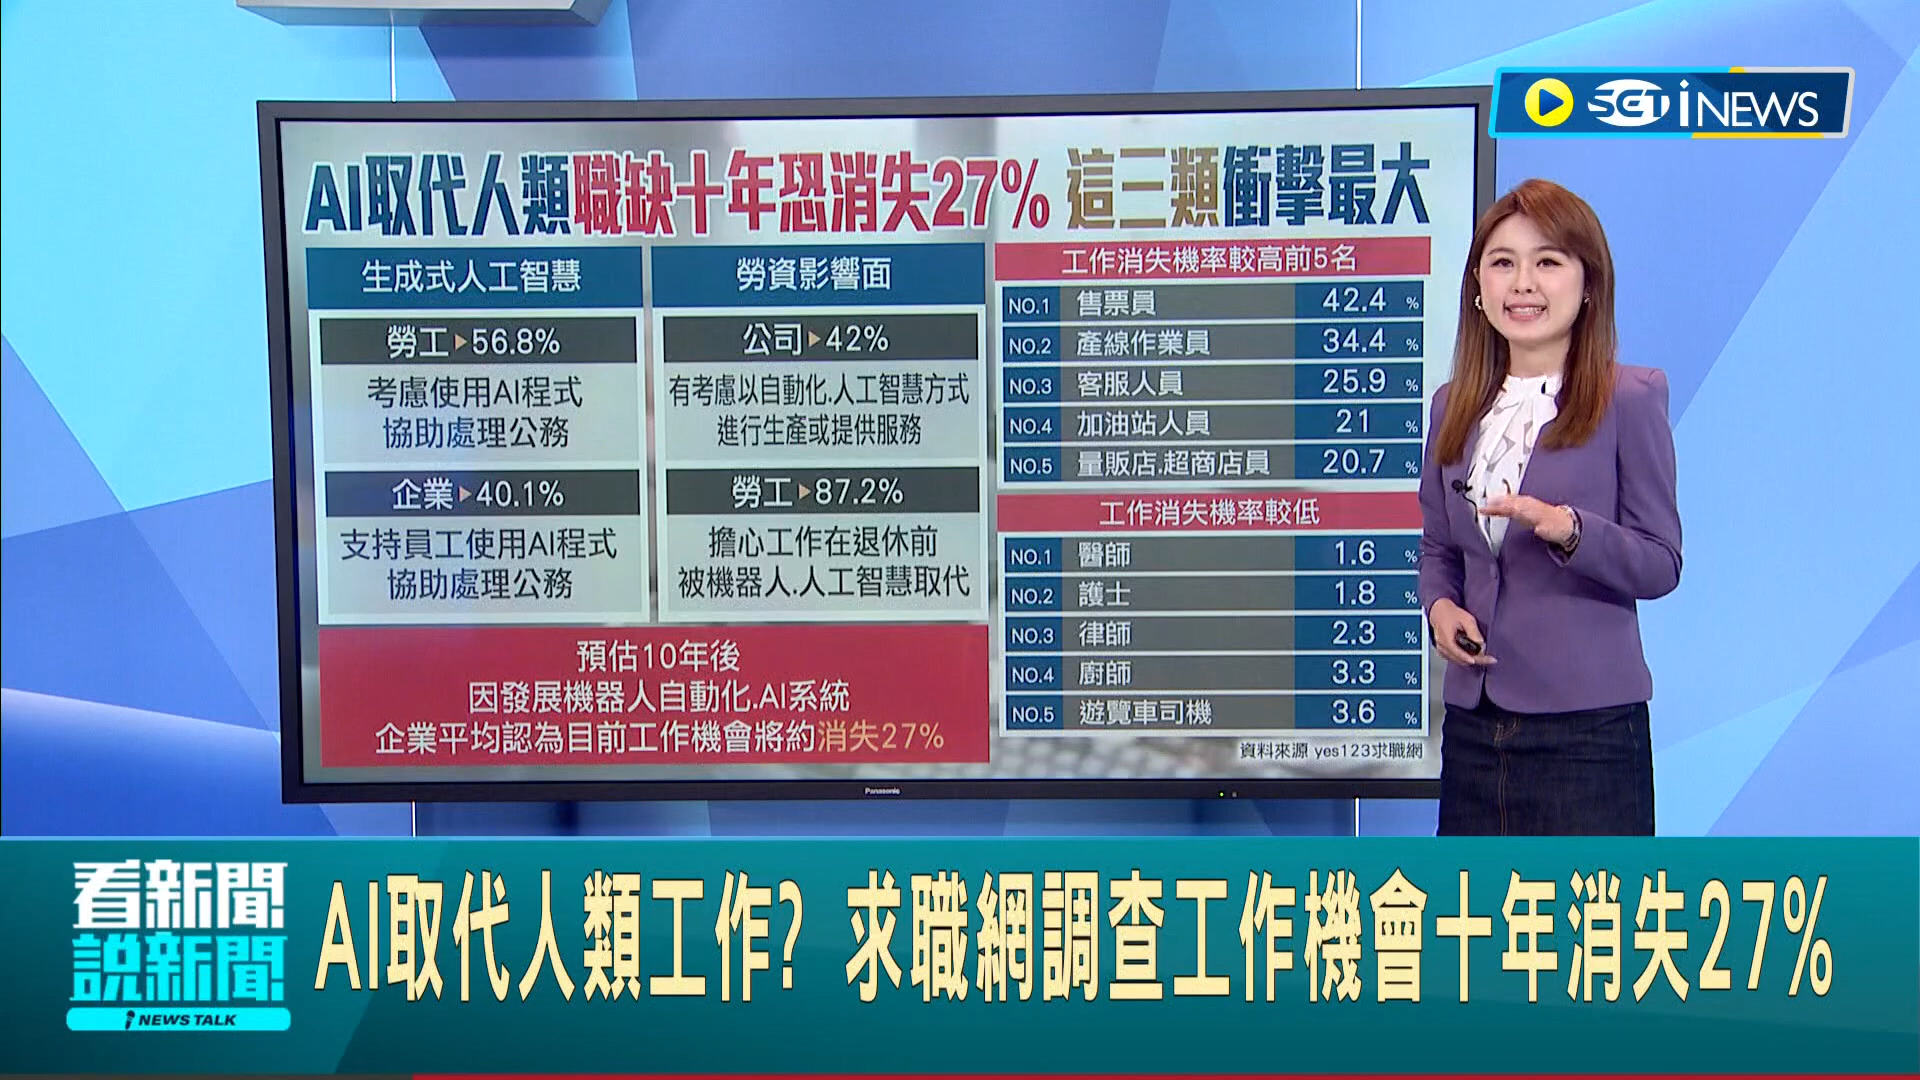 SETiNEWS
AI取代人類職缺十年恐消失27% 這三類衝擊最大
生成式人工智慧
勞工▸56.8%
考慮使用AI程式
協助處理公務
企業▸40.1%
支持員工使用AI程式
協助處理公務
勞資影響面
公司▸42%
有考慮以自動化.人工智慧方式
進行生產或提供服務
勞工▸87.2%
擔心工作在退休前
被機器人.人工智慧取代
預估10年後
因發展機器人自動化.AI系統
企業平均認為目前工作機會將約消失27%
工作消失機率較高前5名
NO.1 售票員 42.4 %
NO.2 產線作業員 34.4 %
NO.3 客服人員 25.9 %
NO.4 加油站人員 21 %
NO.5 量販店.超商店員 20.7 %
工作消失機率較低
NO.1 醫師 1.6 %
NO.2 護士 1.8 %
NO.3 律師 2.3 %
NO.4 廚師 3.3 %
NO.5 遊覽車司機 3.6 %
資料來源 yes123求職網
Panasonic
看新聞
說新聞
iNEWS TALK
AI取代人類工作? 求職網調查工作機會十年消失27%